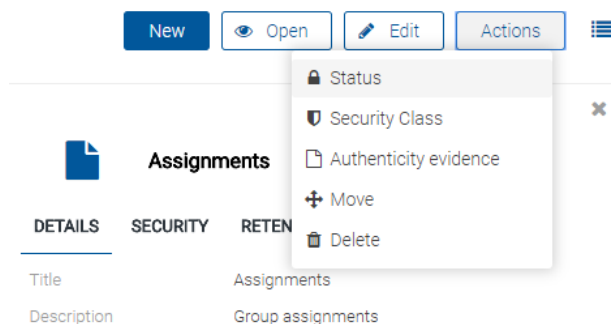 New Open Edit Actions
Status
Security Class
Assignments Authenticity evidence
Move
DETAILS SECURITY RETEN
Delete
Title Assignments
Description Group assignments